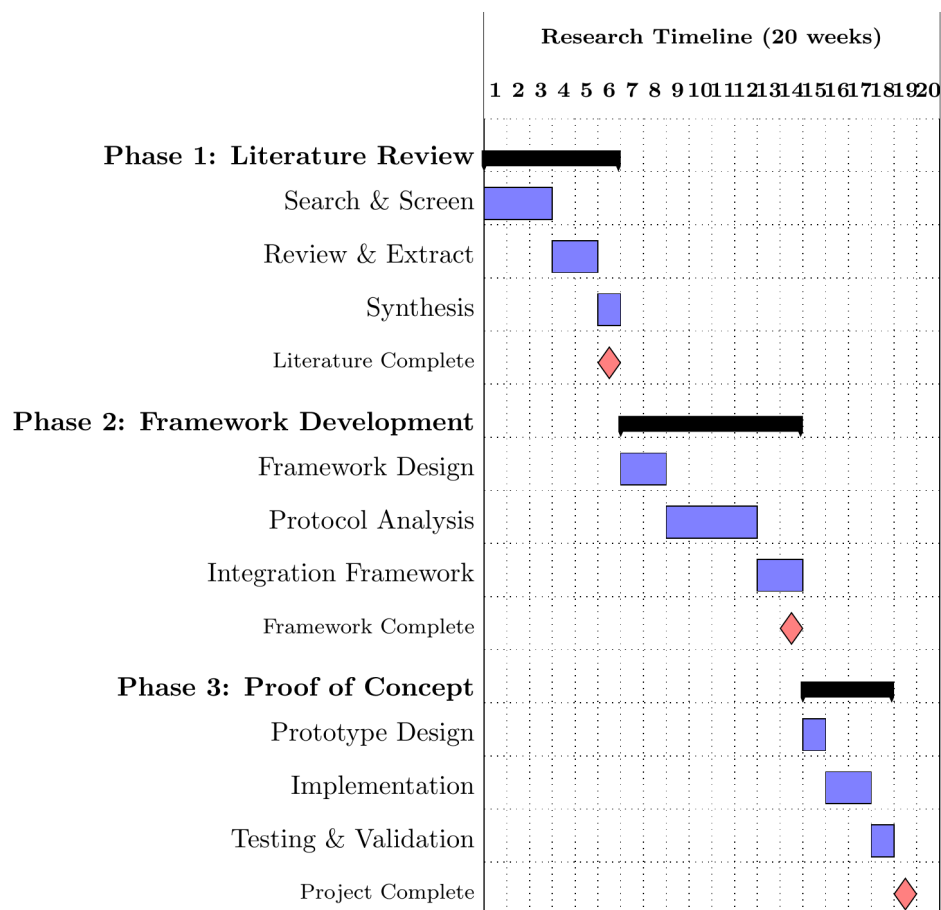 Research Timeline (20 weeks)
1 2 3 4 5 6 7 8 9 10 11 12 13 14 15 16 17 18 19 20
Phase 1: Literature Review
Search & Screen
Review & Extract
Synthesis
Literature Complete
Phase 2: Framework Development
Framework Design
Protocol Analysis
Integration Framework
Framework Complete
Phase 3: Proof of Concept
Prototype Design
Implementation
Testing & Validation
Project Complete